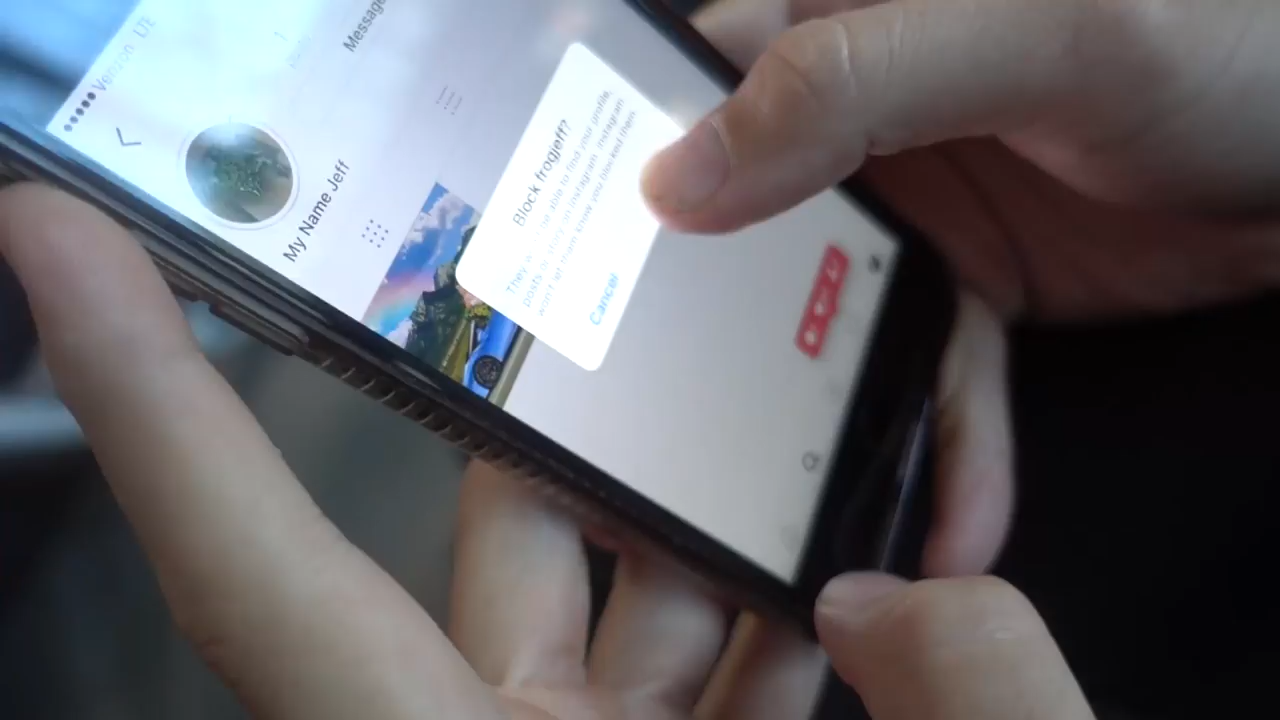 Verizon LTE
Message
My Name Jeff
Block frogjeff?
They won't be able to find your profile,
posts or story on Instagram. Instagram
won't let them know you blocked them.
Cancel